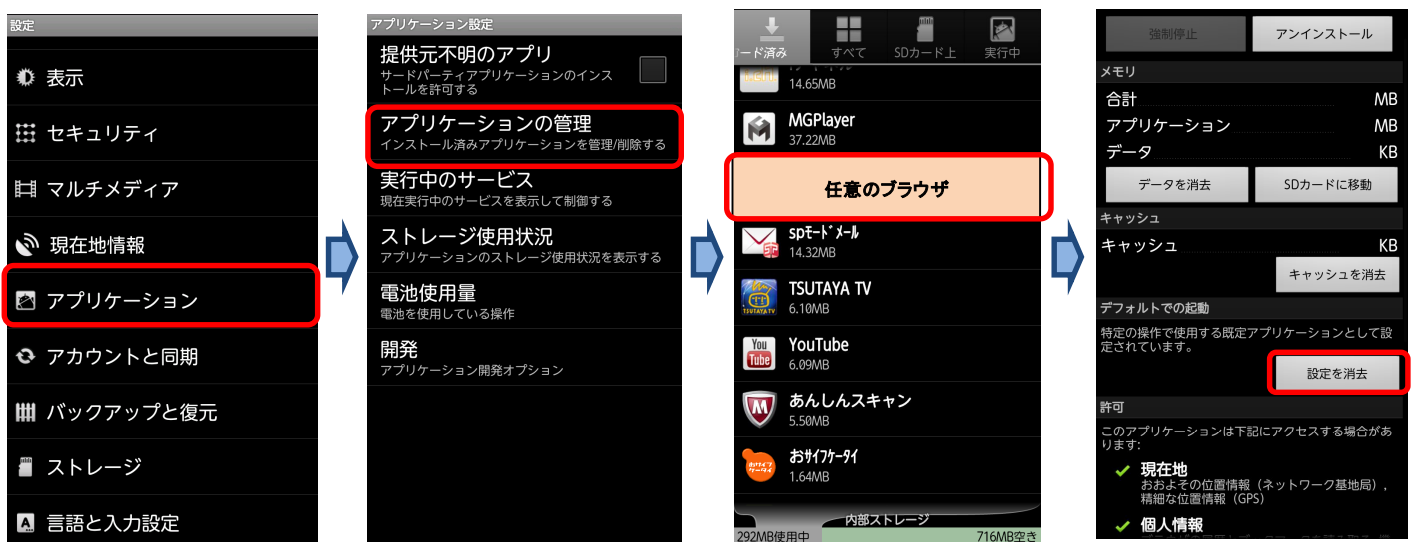 設定
表示
セキュリティ
マルチメディア
現在地情報
アプリケーション
アカウントと同期
バックアップと復元
ストレージ
言語と入力設定
アプリケーション設定
提供元不明のアプリ
サードパーティアプリケーションのインス
トールを許可する
アプリケーションの管理
インストール済みアプリケーションを管理/削除する
実行中のサービス
現在実行中のサービスを表示して制御する
ストレージ使用状況
アプリケーションのストレージ使用状況を表示する
電池使用量
電池を使用している操作
開発
アプリケーション開発オプション
ード済み
すべて
SDカード上
実行中
14.65MB
MGPlayer
37.22MB
任意のブラウザ
spﾓｰﾄﾞﾒｰﾙ
14.32MB
TSUTAYA TV
TSUTAYA TV
6.10MB
You
Tube
YouTube
6.09MB
あんしんスキャン
5.50MB
おサイフ
ケータイ
おサイフケータイ
1.64MB
内部ストレージ
292MB使用中
716MB空き
強制停止
アンインストール
メモリ
合計 MB
アプリケーション MB
データ KB
データを消去
SDカードに移動
キャッシュ
キャッシュ KB
キャッシュを消去
デフォルトでの起動
特定の操作で使用する既定アプリケーションとして設
定されています。
設定を消去
許可
このアプリケーションは下記にアクセスする場合があ
ります:
現在地
おおよその位置情報（ネットワーク基地局）,
精細な位置情報（GPS）
個人情報